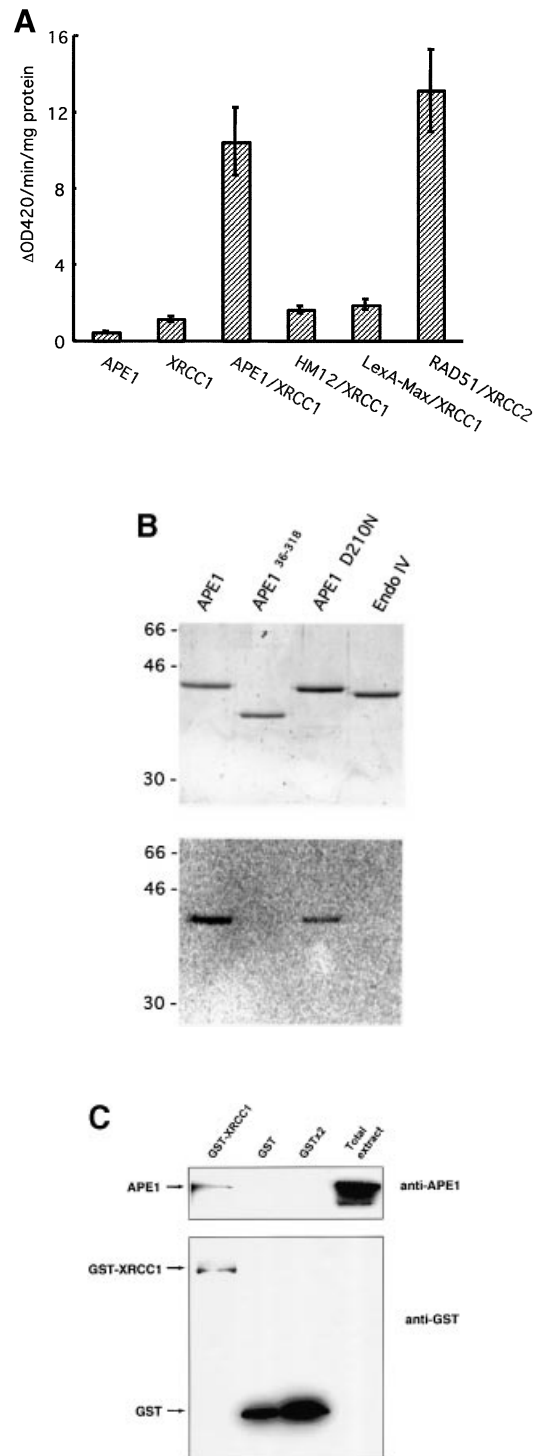 A
ΔOD420/min/mg protein
16
12
8
4
0
APE1
XRCC1
APE1/XRCC1
HM12/XRCC1
LexA-Max/XRCC1
RAD51/XRCC2
B
APE1
APE1 36-318
APE1 D210N
Endo IV
66 -
46 -
30 -
66 -
46 -
30 -
C
GST-XRCC1
GST
GSTx2
Total
extract
APE1 →
anti-APE1
GST-XRCC1 →
anti-GST
GST →